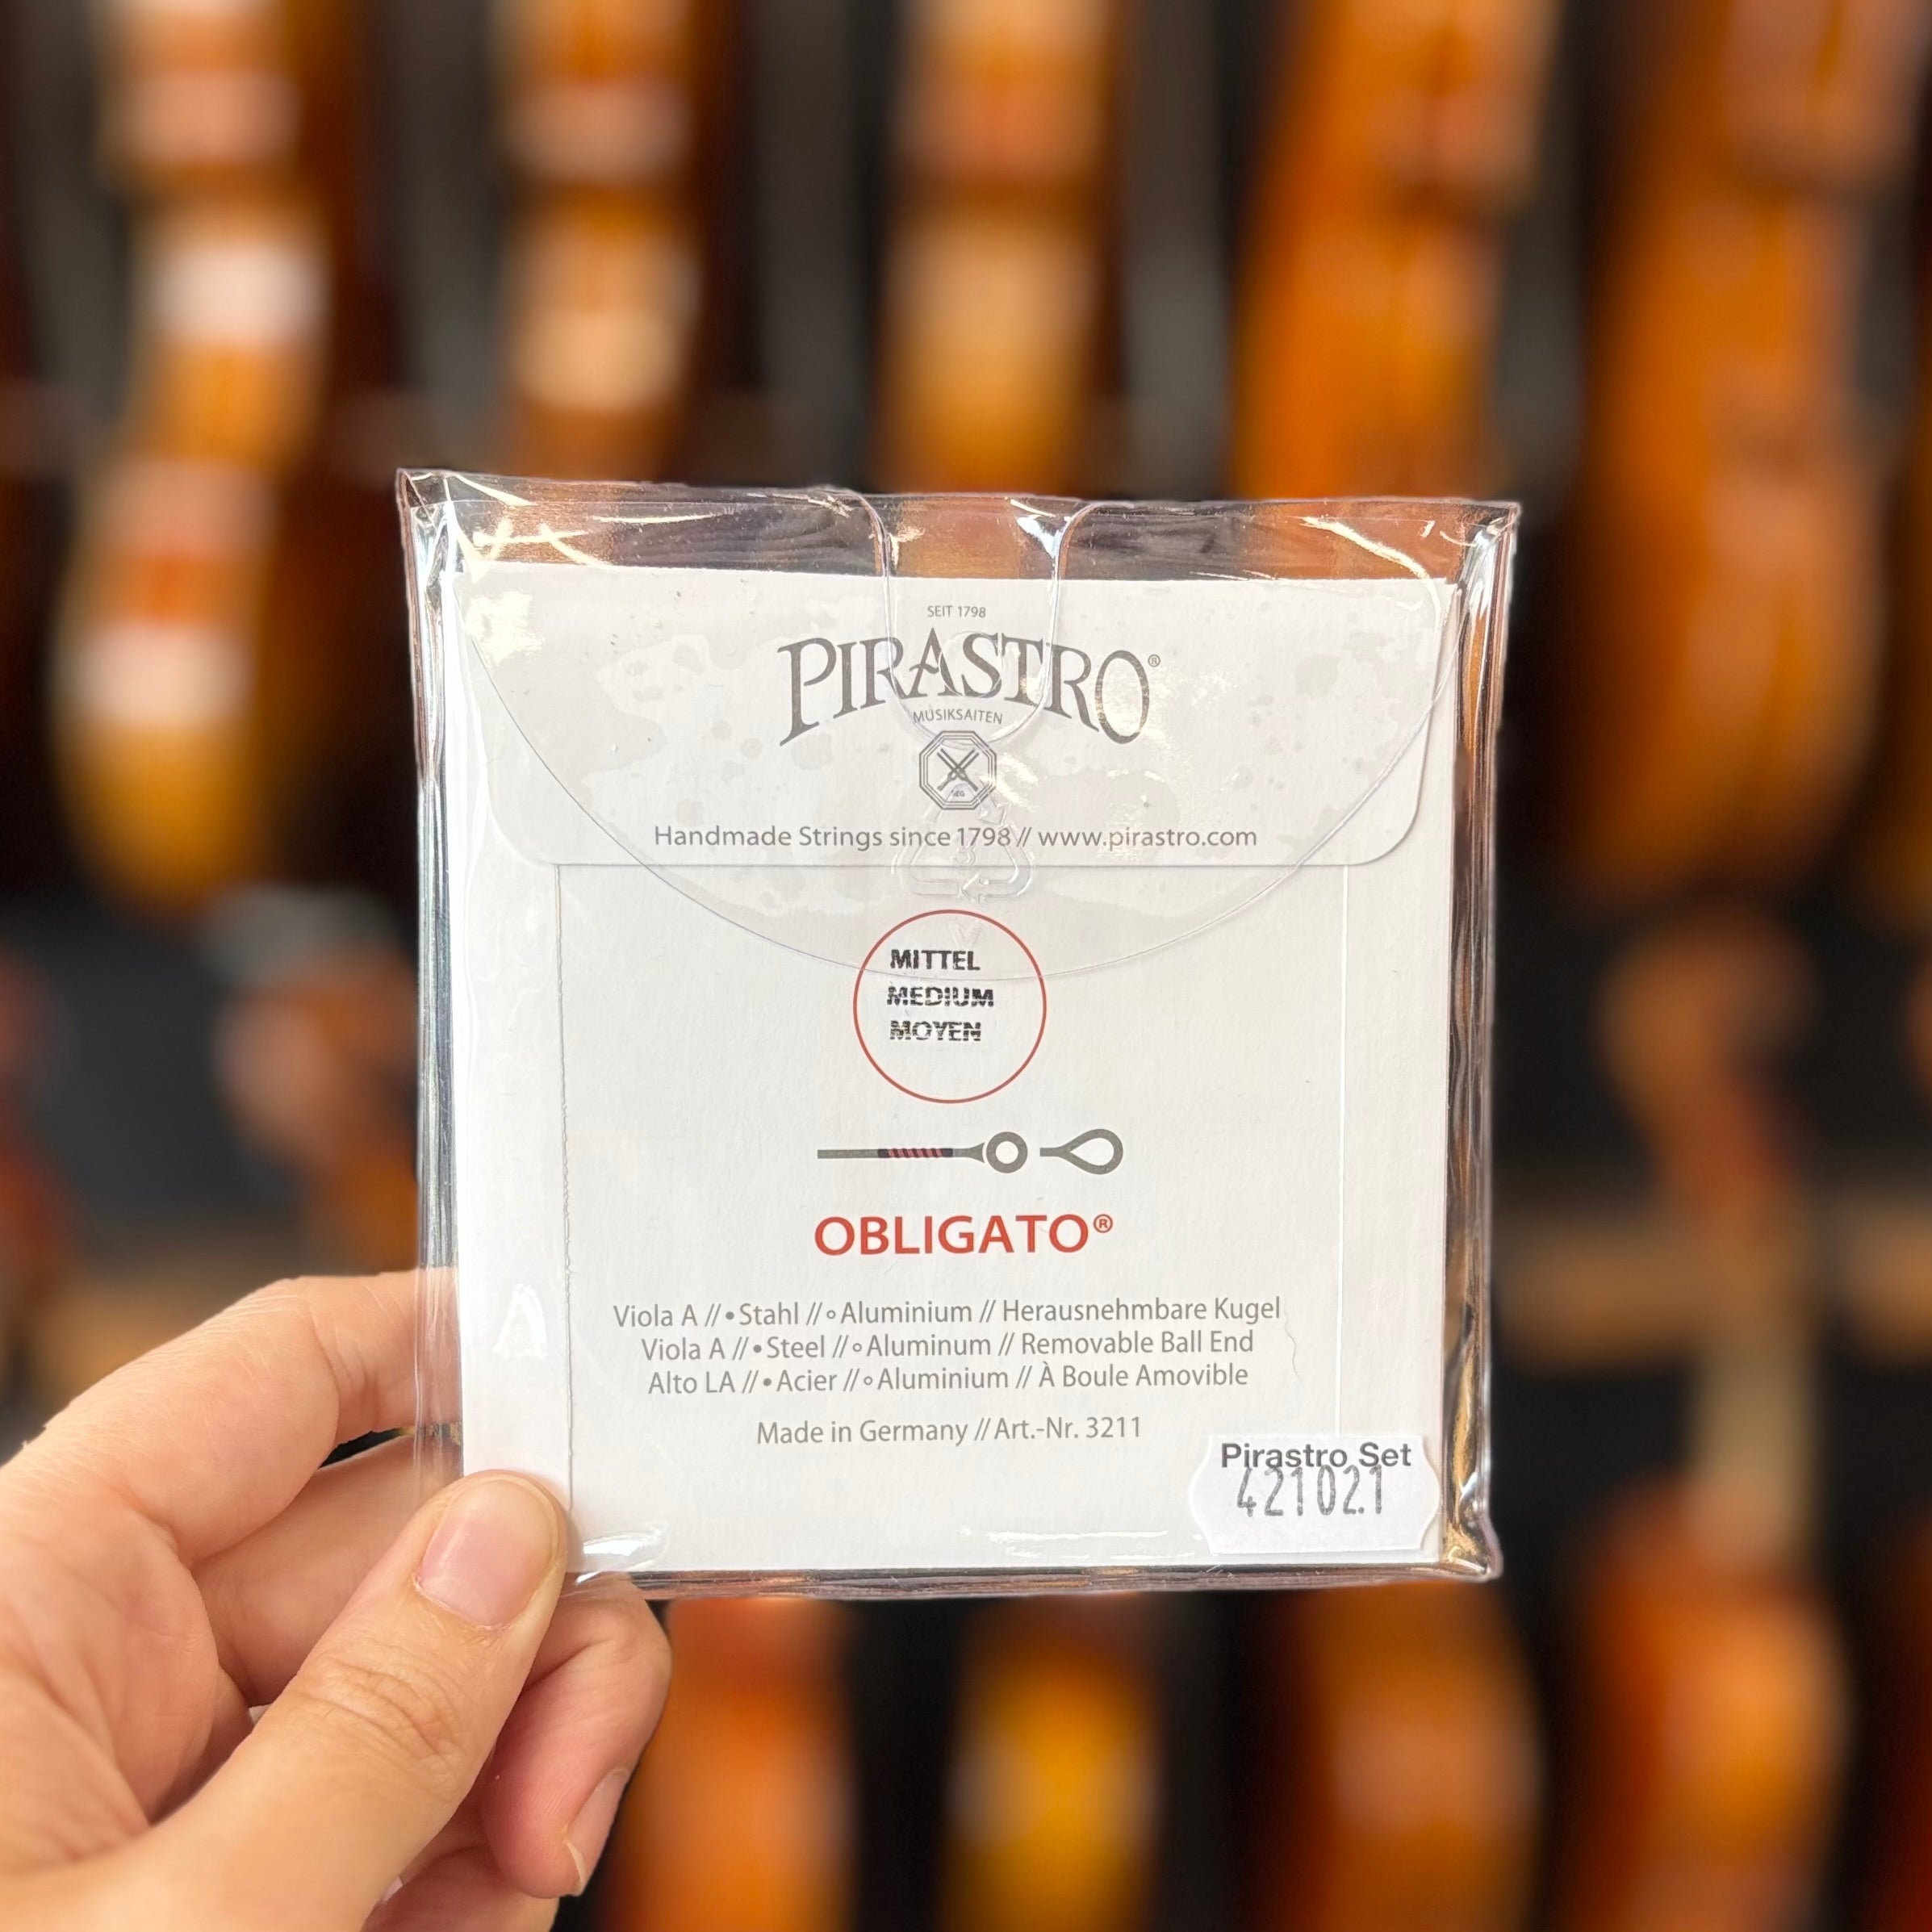 SEIT 1798
PIRASTRO®
MUSIKSAITEN
Handmade Strings since 1798 // www.pirastro.com
MITTEL
MEDIUM
MOYEN
OBLIGATO®
Viola A //•Stahl //∘Aluminium // Herausnehmbare Kugel
Viola A //•Steel //∘Aluminum // Removable Ball End
Alto LA //•Acier //∘Aluminium // À Boule Amovible
Made in Germany // Art.-Nr. 3211
Pirastro Set
421021